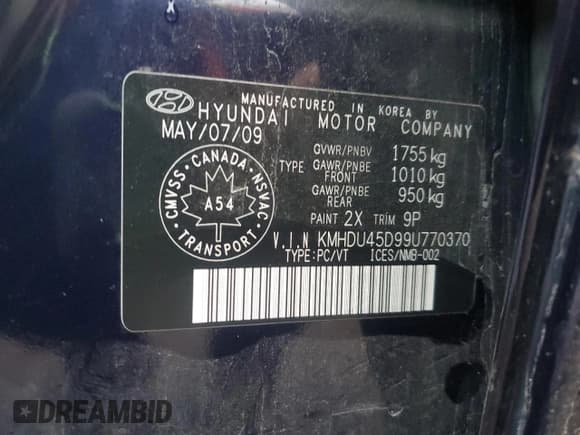 MANUFACTURED IN KOREA BY
HYUNDAI MOTOR COMPANY
MAY/07/09
GVWR/PNBV 1755 kg
TYPE GAWR/PNBE FRONT 1010 kg
GAWR/PNBE REAR 950 kg
PAINT 2X TRIM 9P
CMVSS · CANADA · NSVAC
A54
· TRANSPORT ·
V.I.N KMHDU45D99U770370
TYPE:PC/VT ICES/NMB-002
DREAMBID